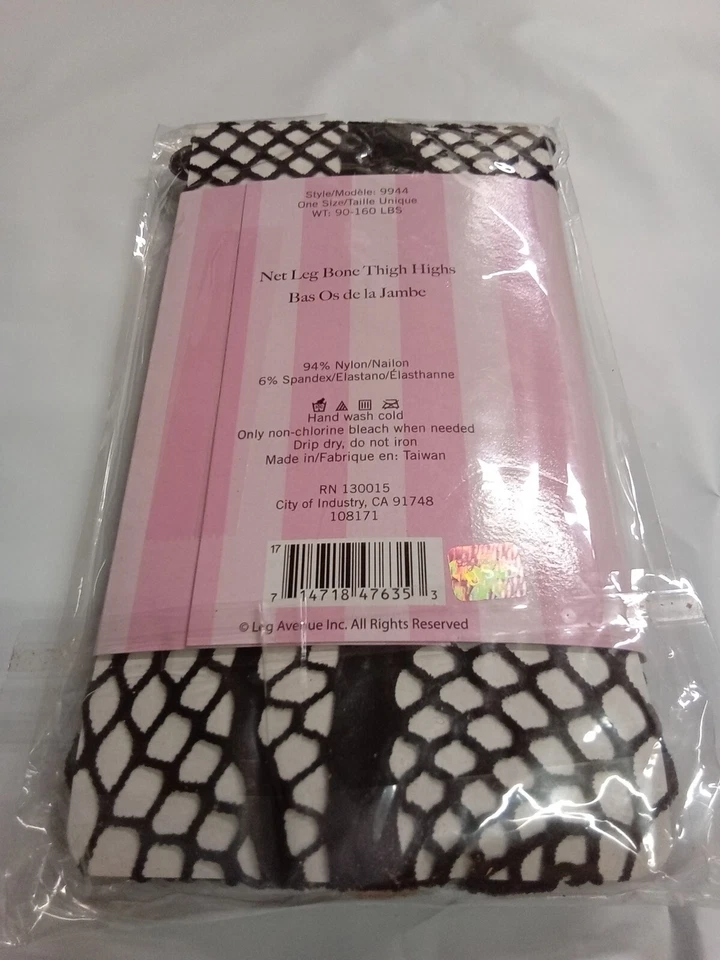 Style/Modèle: 9944
One Size/Taille Unique
WT: 90-160 LBS
Net Leg Bone Thigh Highs
Bas Os de la Jambe
94% Nylon/Nailon
6% Spandex/Elastano/Élasthanne
Hand wash cold
Only non-chlorine bleach when needed
Drip dry, do not iron
Made in/Fabrique en: Taiwan
RN 130015
City of Industry, CA 91748
108171
17
7 14718 47635 3
© Leg Avenue Inc. All Rights Reserved